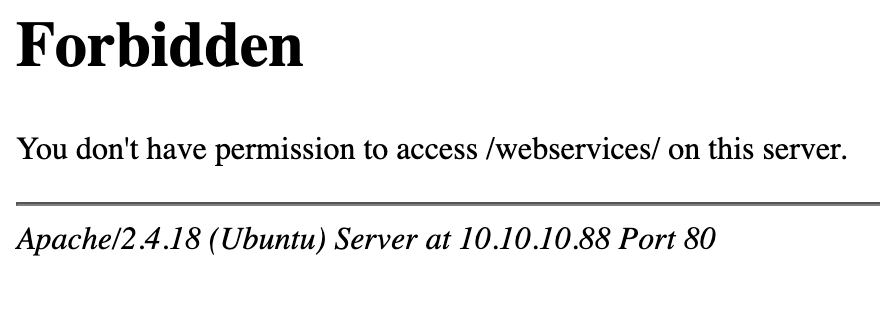 Forbidden
You don't have permission to access /webservices/ on this server.
Apache/2.4.18 (Ubuntu) Server at 10.10.10.88 Port 80